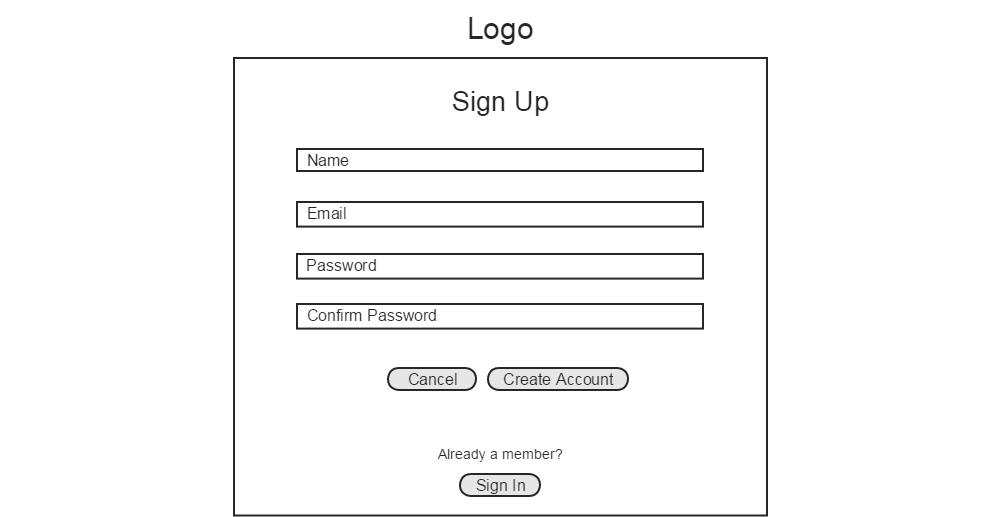 Logo
Sign Up
Name
Email
Password
Confirm Password
Cancel Create Account
Already a member?
Sign In